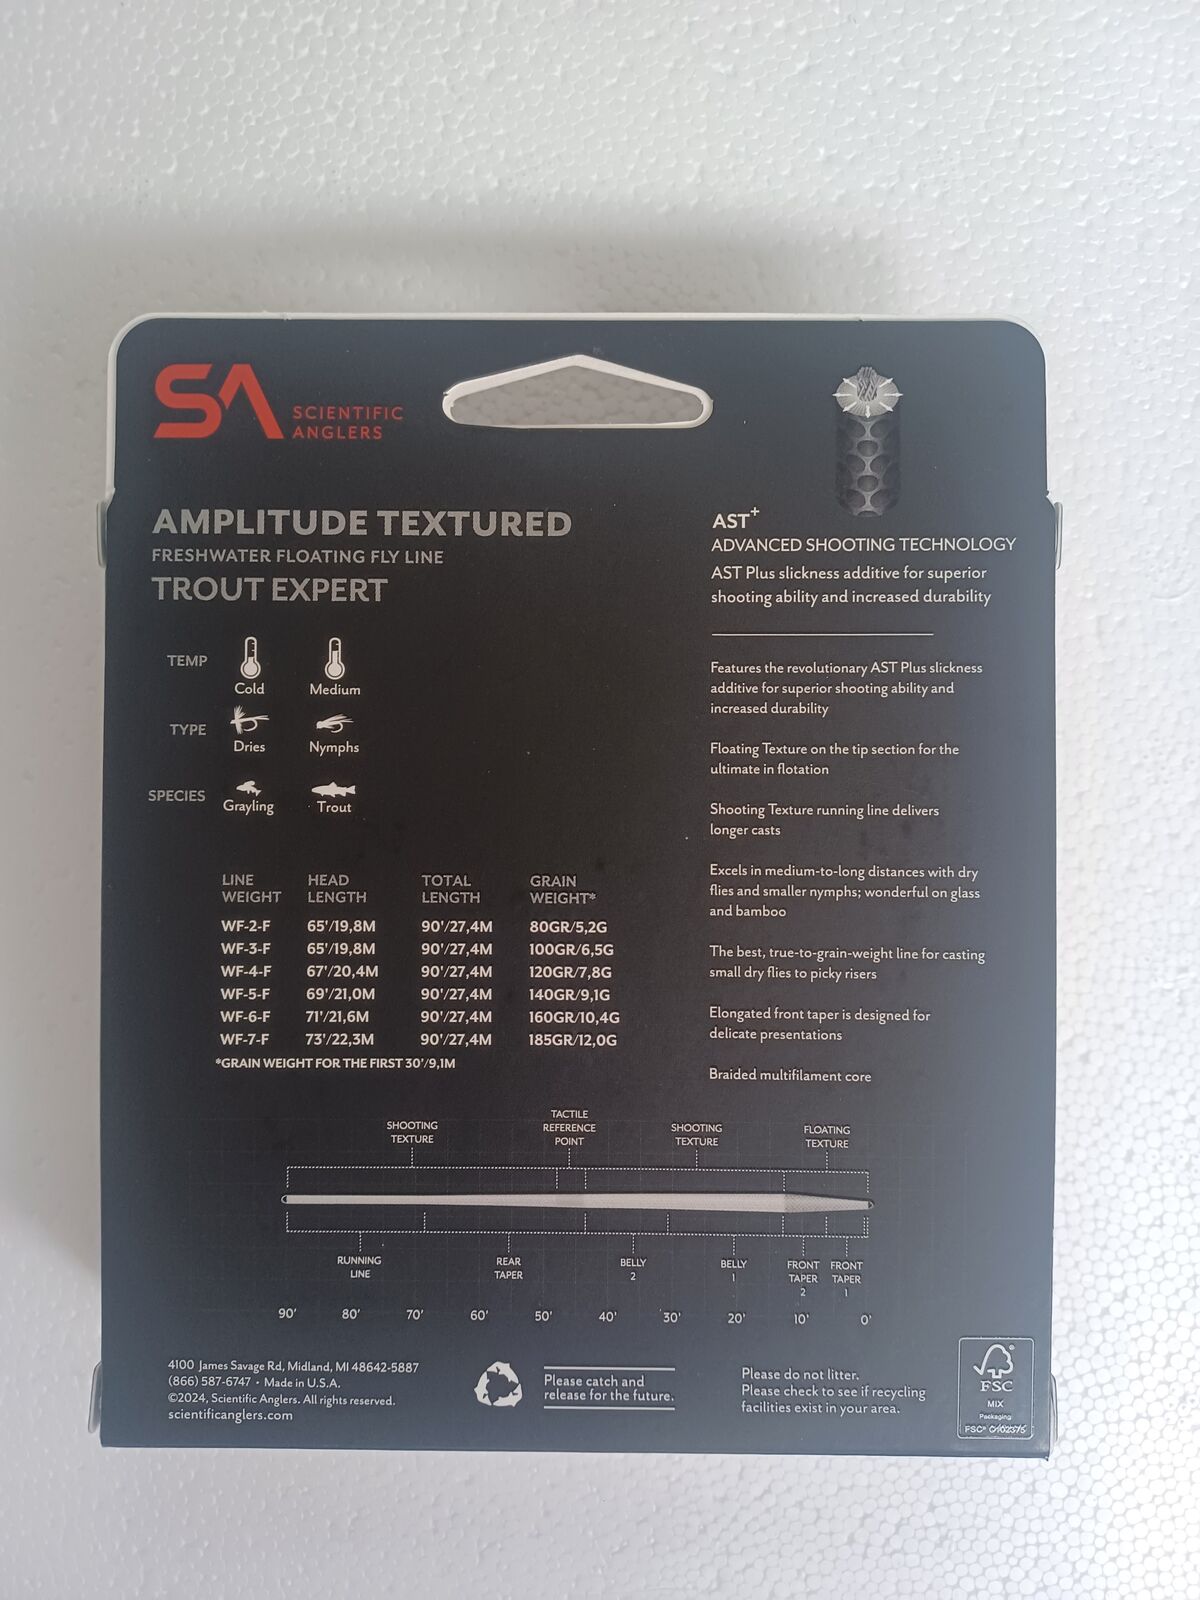 SA SCIENTIFIC
ANGLERS
AMPLITUDE TEXTURED
FRESHWATER FLOATING FLY LINE
TROUT EXPERT
TEMP
Cold
Medium
TYPE
Dries
Nymphs
SPECIES
Grayling
Trout
LINE WEIGHT HEAD LENGTH TOTAL LENGTH GRAIN WEIGHT*
WF-2-F 65'/19,8M 90'/27,4M 80GR/5,2G
WF-3-F 65'/19,8M 90'/27,4M 100GR/6,5G
WF-4-F 67'/20,4M 90'/27,4M 120GR/7,8G
WF-5-F 69'/21,0M 90'/27,4M 140GR/9,1G
WF-6-F 71'/21,6M 90'/27,4M 160GR/10,4G
WF-7-F 73'/22,3M 90'/27,4M 185GR/12,0G
*GRAIN WEIGHT FOR THE FIRST 30'/9,1M
AST+
ADVANCED SHOOTING TECHNOLOGY
AST Plus slickness additive for superior
shooting ability and increased durability
Features the revolutionary AST Plus slickness
additive for superior shooting ability and
increased durability
Floating Texture on the tip section for the
ultimate in flotation
Shooting Texture running line delivers
longer casts
Excels in medium-to-long distances with dry
flies and smaller nymphs; wonderful on glass
and bamboo
The best, true-to-grain-weight line for casting
small dry flies to picky risers
Elongated front taper is designed for
delicate presentations
Braided multifilament core
SHOOTING
TEXTURE
TACTILE
REFERENCE
POINT
SHOOTING
TEXTURE
FLOATING
TEXTURE
RUNNING
LINE
REAR
TAPER
BELLY
2
BELLY
1
FRONT
TAPER
2
FRONT
TAPER
1
90' 80' 70' 60' 50' 40' 30' 20' 10' 0'
4100 James Savage Rd, Midland, MI 48642-5887
(866) 587-6747 • Made in U.S.A.
©2024, Scientific Anglers. All rights reserved.
scientificanglers.com
Please catch and
release for the future.
Please do not litter.
Please check to see if recycling
facilities exist in your area.
FSC
MIX
Packaging
FSC® C102375